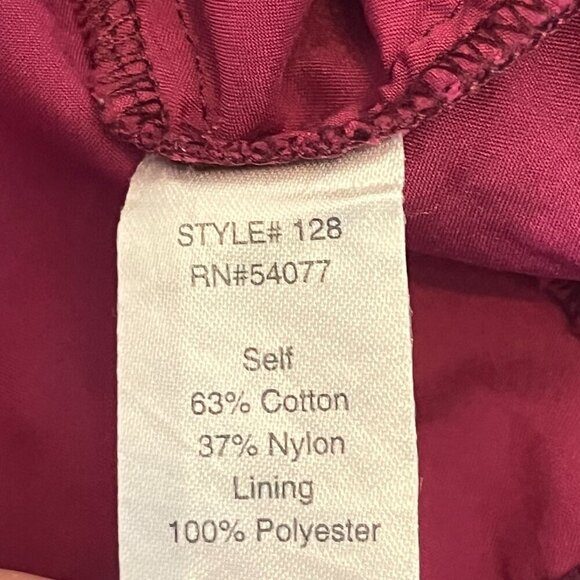 STYLE# 128
RN#54077
Self
63% Cotton
37% Nylon
Lining
100% Polyester